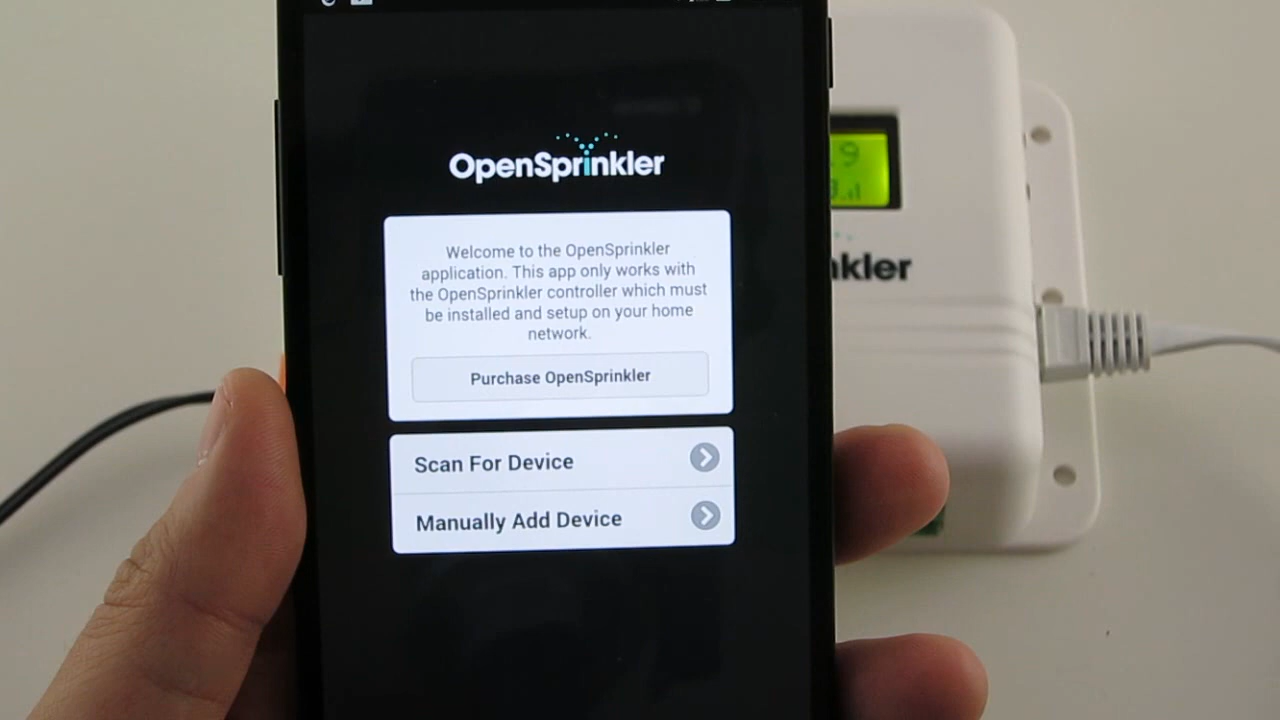 OpenSprinkler
Welcome to the OpenSprinkler
application. This app only works with
the OpenSprinkler controller which must
be installed and setup on your home
network.
Purchase OpenSprinkler
Scan For Device
Manually Add Device
9
nkler